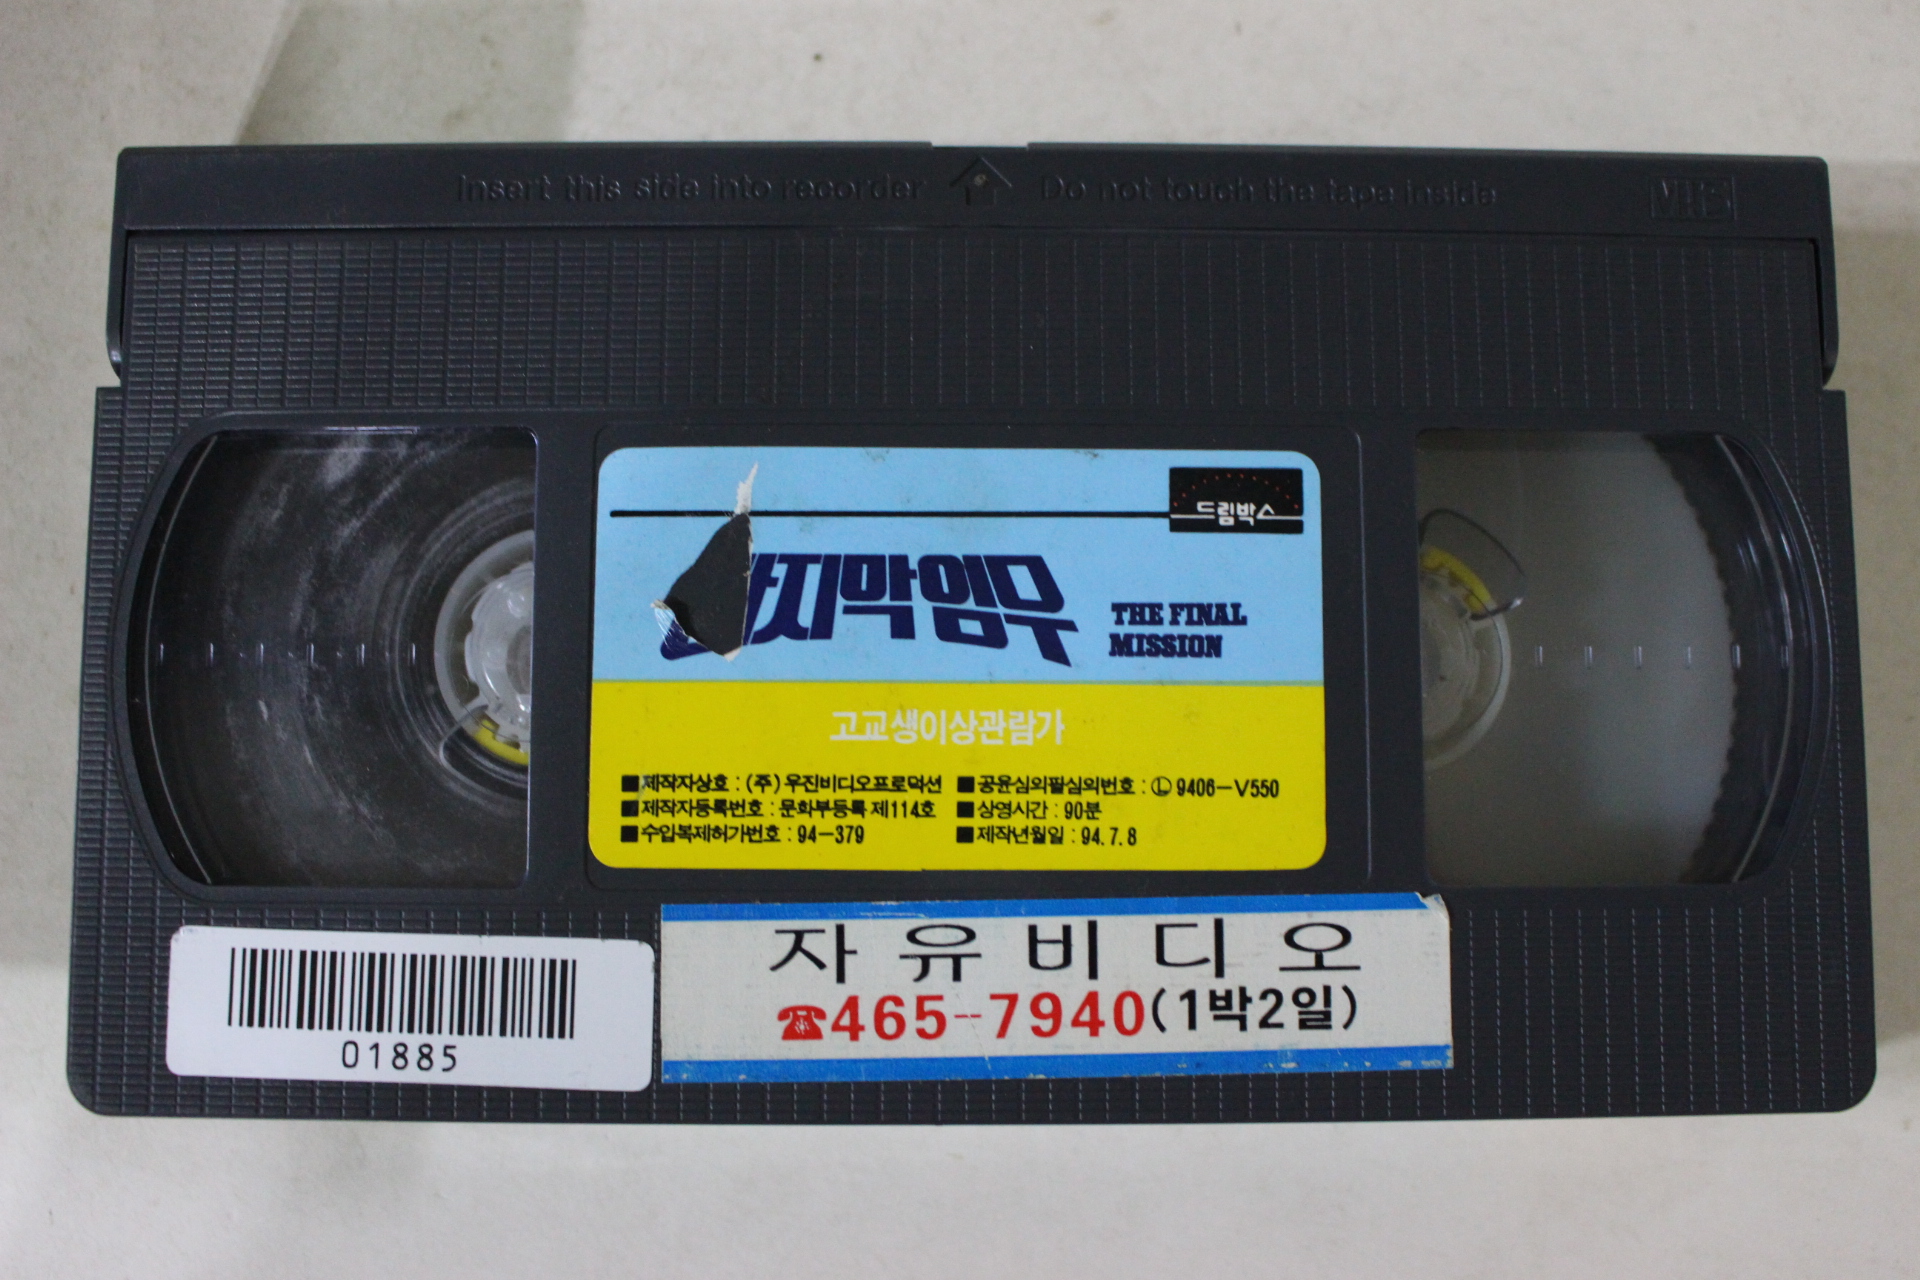 Insert this side into recorder
Do not touch the tape inside
VHS
드림박스
지막임무
THE FINAL
MISSION
고교생이상관람가
■제작자상호 : (주)우진비디오프로덕션
■제작자등록번호 : 문화부등록 제114호
■수입복제허가번호 : 94-379
■공윤심의필심의번호 : Ⓛ 9406-V550
■상영시간 : 90분
■제작년월일 : 94.7.8
01885
자유비디오
☎465-7940(1박2일)